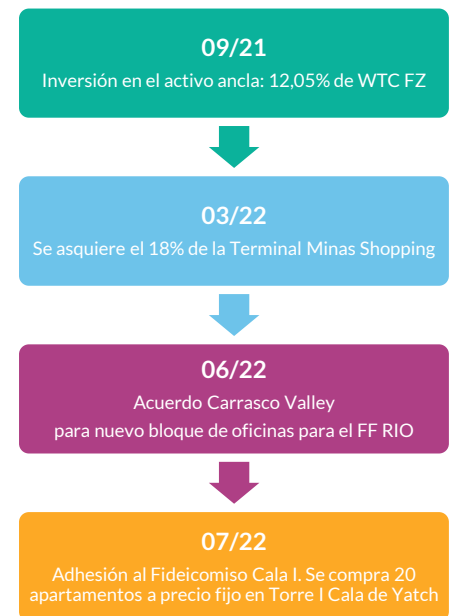 09/21
Inversión en el activo ancla: 12,05% de WTC FZ
03/22
Se asquiere el 18% de la Terminal Minas Shopping
06/22
Acuerdo Carrasco Valley
para nuevo bloque de oficinas para el FF RIO
07/22
Adhesión al Fideicomiso Cala I. Se compra 20
apartamentos a precio fijo en Torre I Cala de Yatch